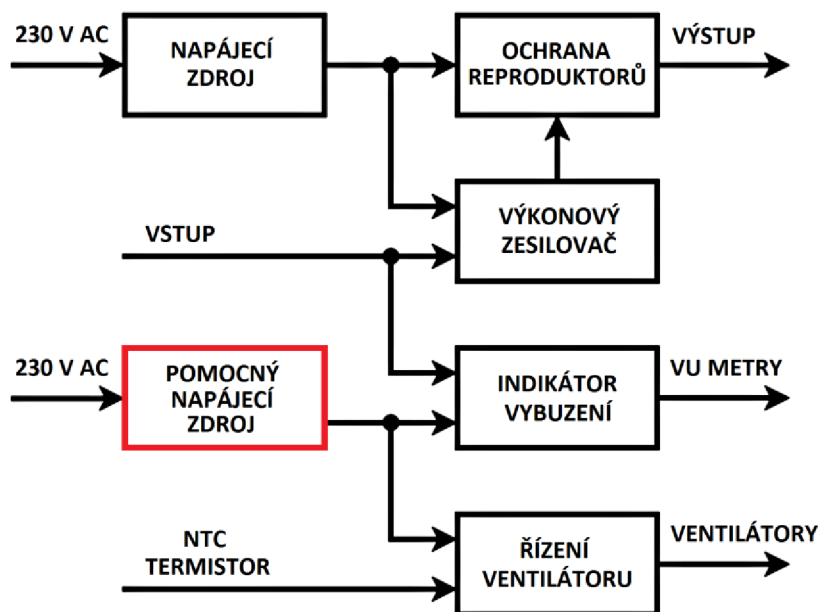 230 V AC
NAPÁJECÍ
ZDROJ
OCHRANA
REPRODUKTORŮ
VÝSTUP
VÝKONOVÝ
ZESILOVAČ
VSTUP
230 V AC
POMOCNÝ
NAPÁJECÍ
ZDROJ
INDIKÁTOR
VYBUZENÍ
VU METRY
NTC
TERMISTOR
ŘÍZENÍ
VENTILÁTORU
VENTILÁTORY